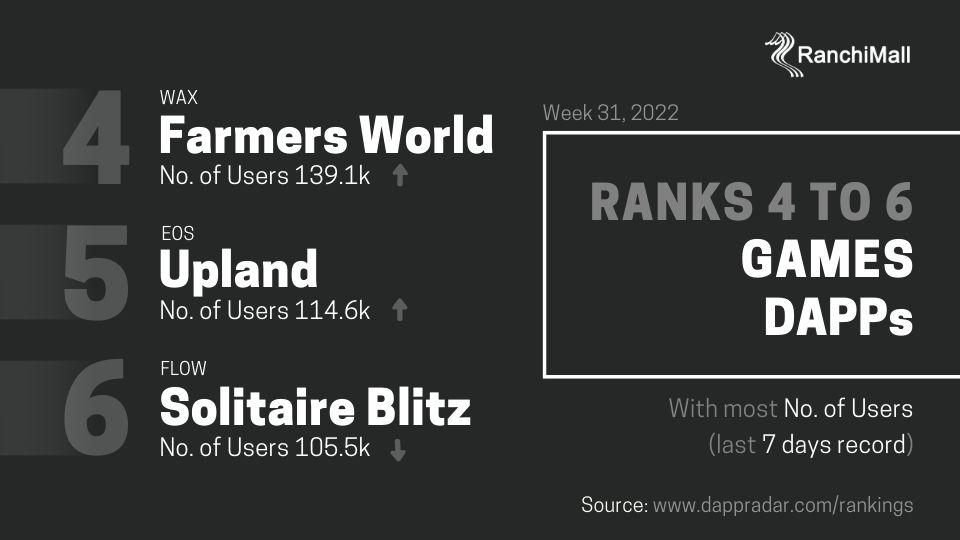 RanchiMall
4
WAX
Farmers World
No. of Users 139.1k
5
EOS
Upland
No. of Users 114.6k
6
FLOW
Solitaire Blitz
No. of Users 105.5k
Week 31, 2022
RANKS 4 TO 6
GAMES
DAPPs
With most No. of Users
(last 7 days record)
Source: www.dappradar.com/rankings